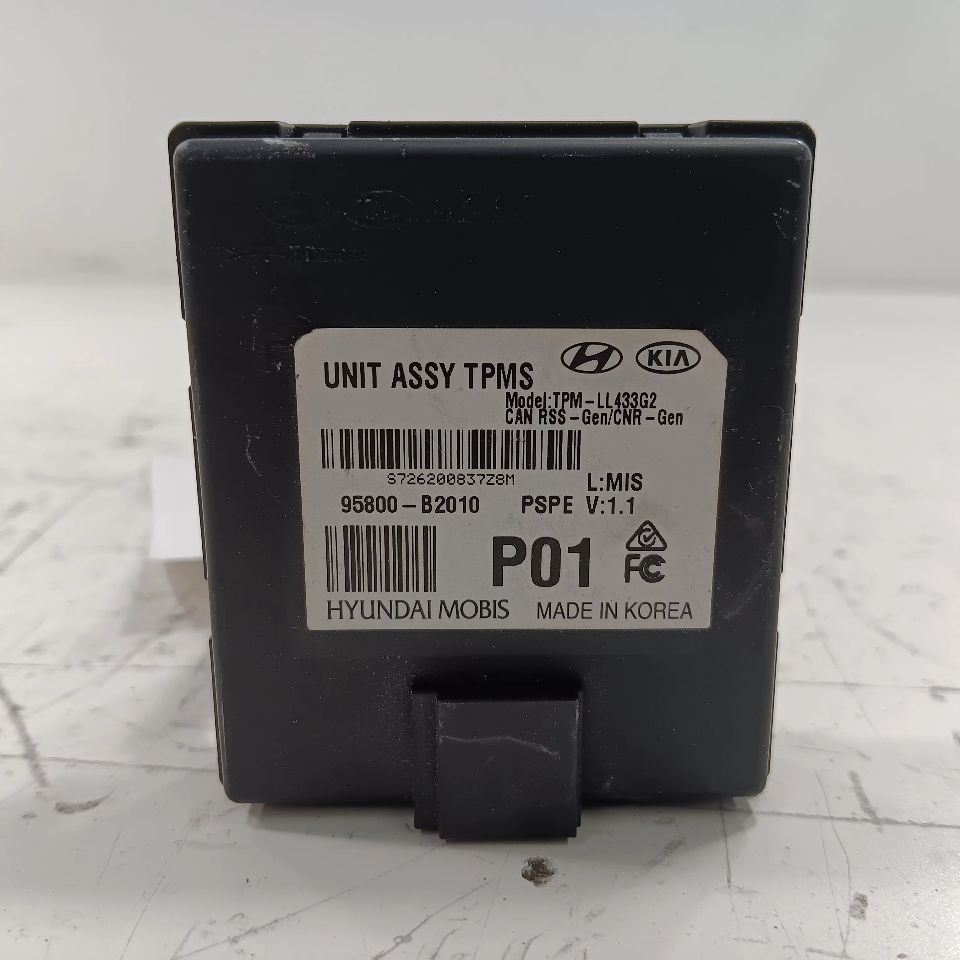 UNIT ASSY TPMS
KIA
Model:TPM-LL433G2
CAN RSS-Gen/CNR-Gen
S726200837Z8M
L:MIS
95800-B2010 PSPE V:1.1
P01
FC
HYUNDAI MOBIS MADE IN KOREA